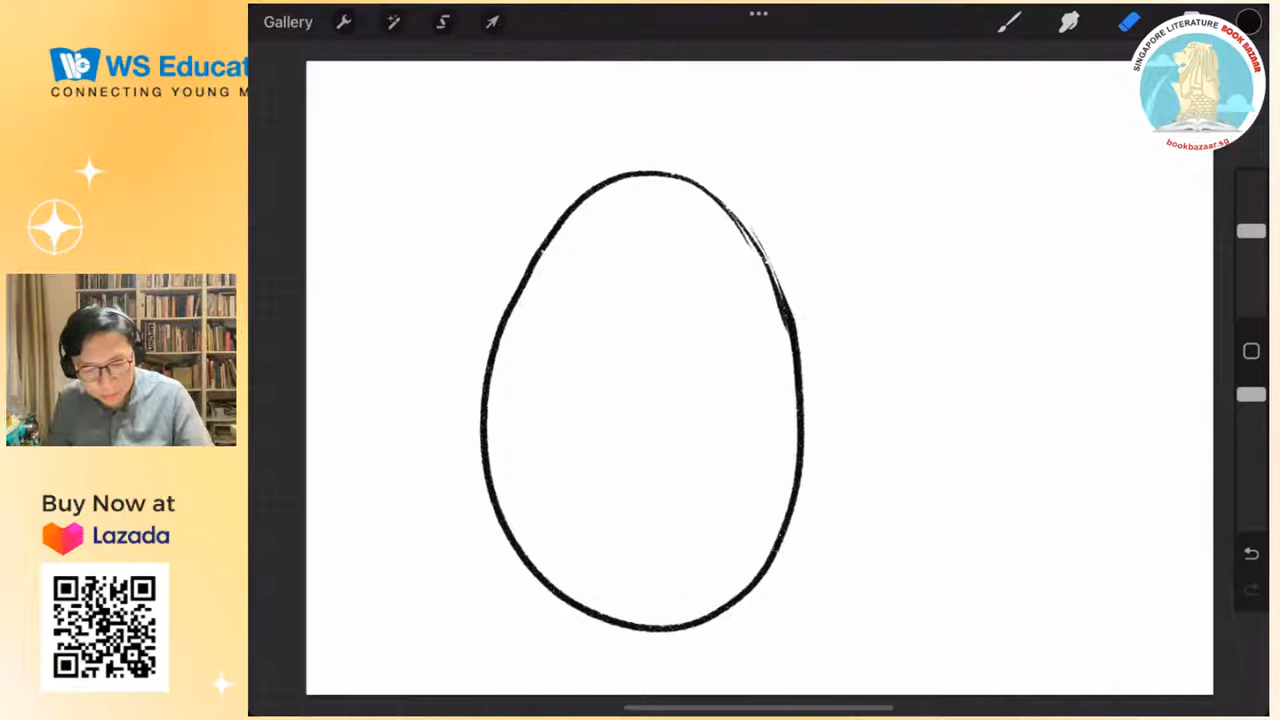 WS Educat
CONNECTING YOUNG M
Gallery
SINGAPORE LITERATURE BOOK BAZAAR
bookbazaar.sg
Buy Now at
Lazada